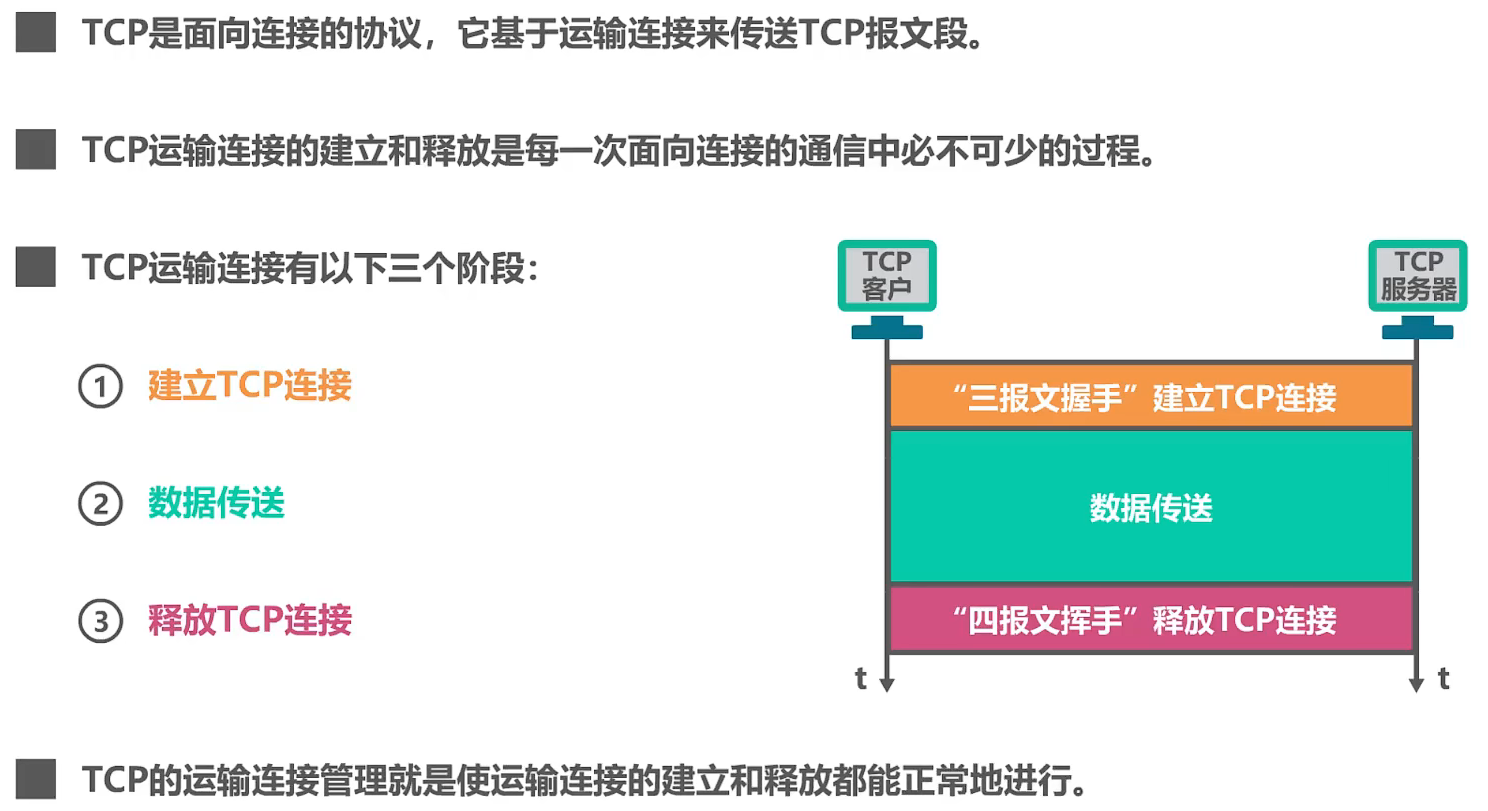 TCP是面向连接的协议，它基于运输连接来传送TCP报文段。
TCP运输连接的建立和释放是每一次面向连接的通信中必不可少的过程。
TCP运输连接有以下三个阶段：
① 建立TCP连接
② 数据传送
③ 释放TCP连接
TCP
客户
TCP
服务器
“三报文握手”建立TCP连接
数据传送
“四报文挥手”释放TCP连接
t
t
TCP的运输连接管理就是使运输连接的建立和释放都能正常地进行。